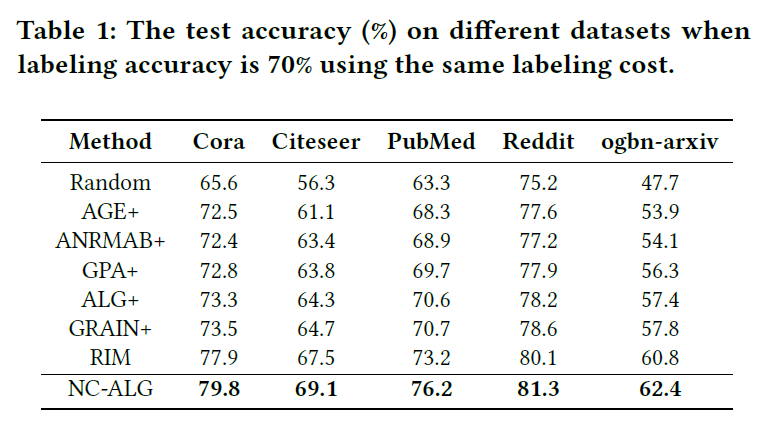 Table 1: The test accuracy (%) on different datasets when
labeling accuracy is 70% using the same labeling cost.
Method Cora Citeseer PubMed Reddit ogbn-arxiv
Random 65.6 56.3 63.3 75.2 47.7
AGE+ 72.5 61.1 68.3 77.6 53.9
ANRMAB+ 72.4 63.4 68.9 77.2 54.1
GPA+ 72.8 63.8 69.7 77.9 56.3
ALG+ 73.3 64.3 70.6 78.2 57.4
GRAIN+ 73.5 64.7 70.7 78.6 57.8
RIM 77.9 67.5 73.2 80.1 60.8
NC-ALG 79.8 69.1 76.2 81.3 62.4